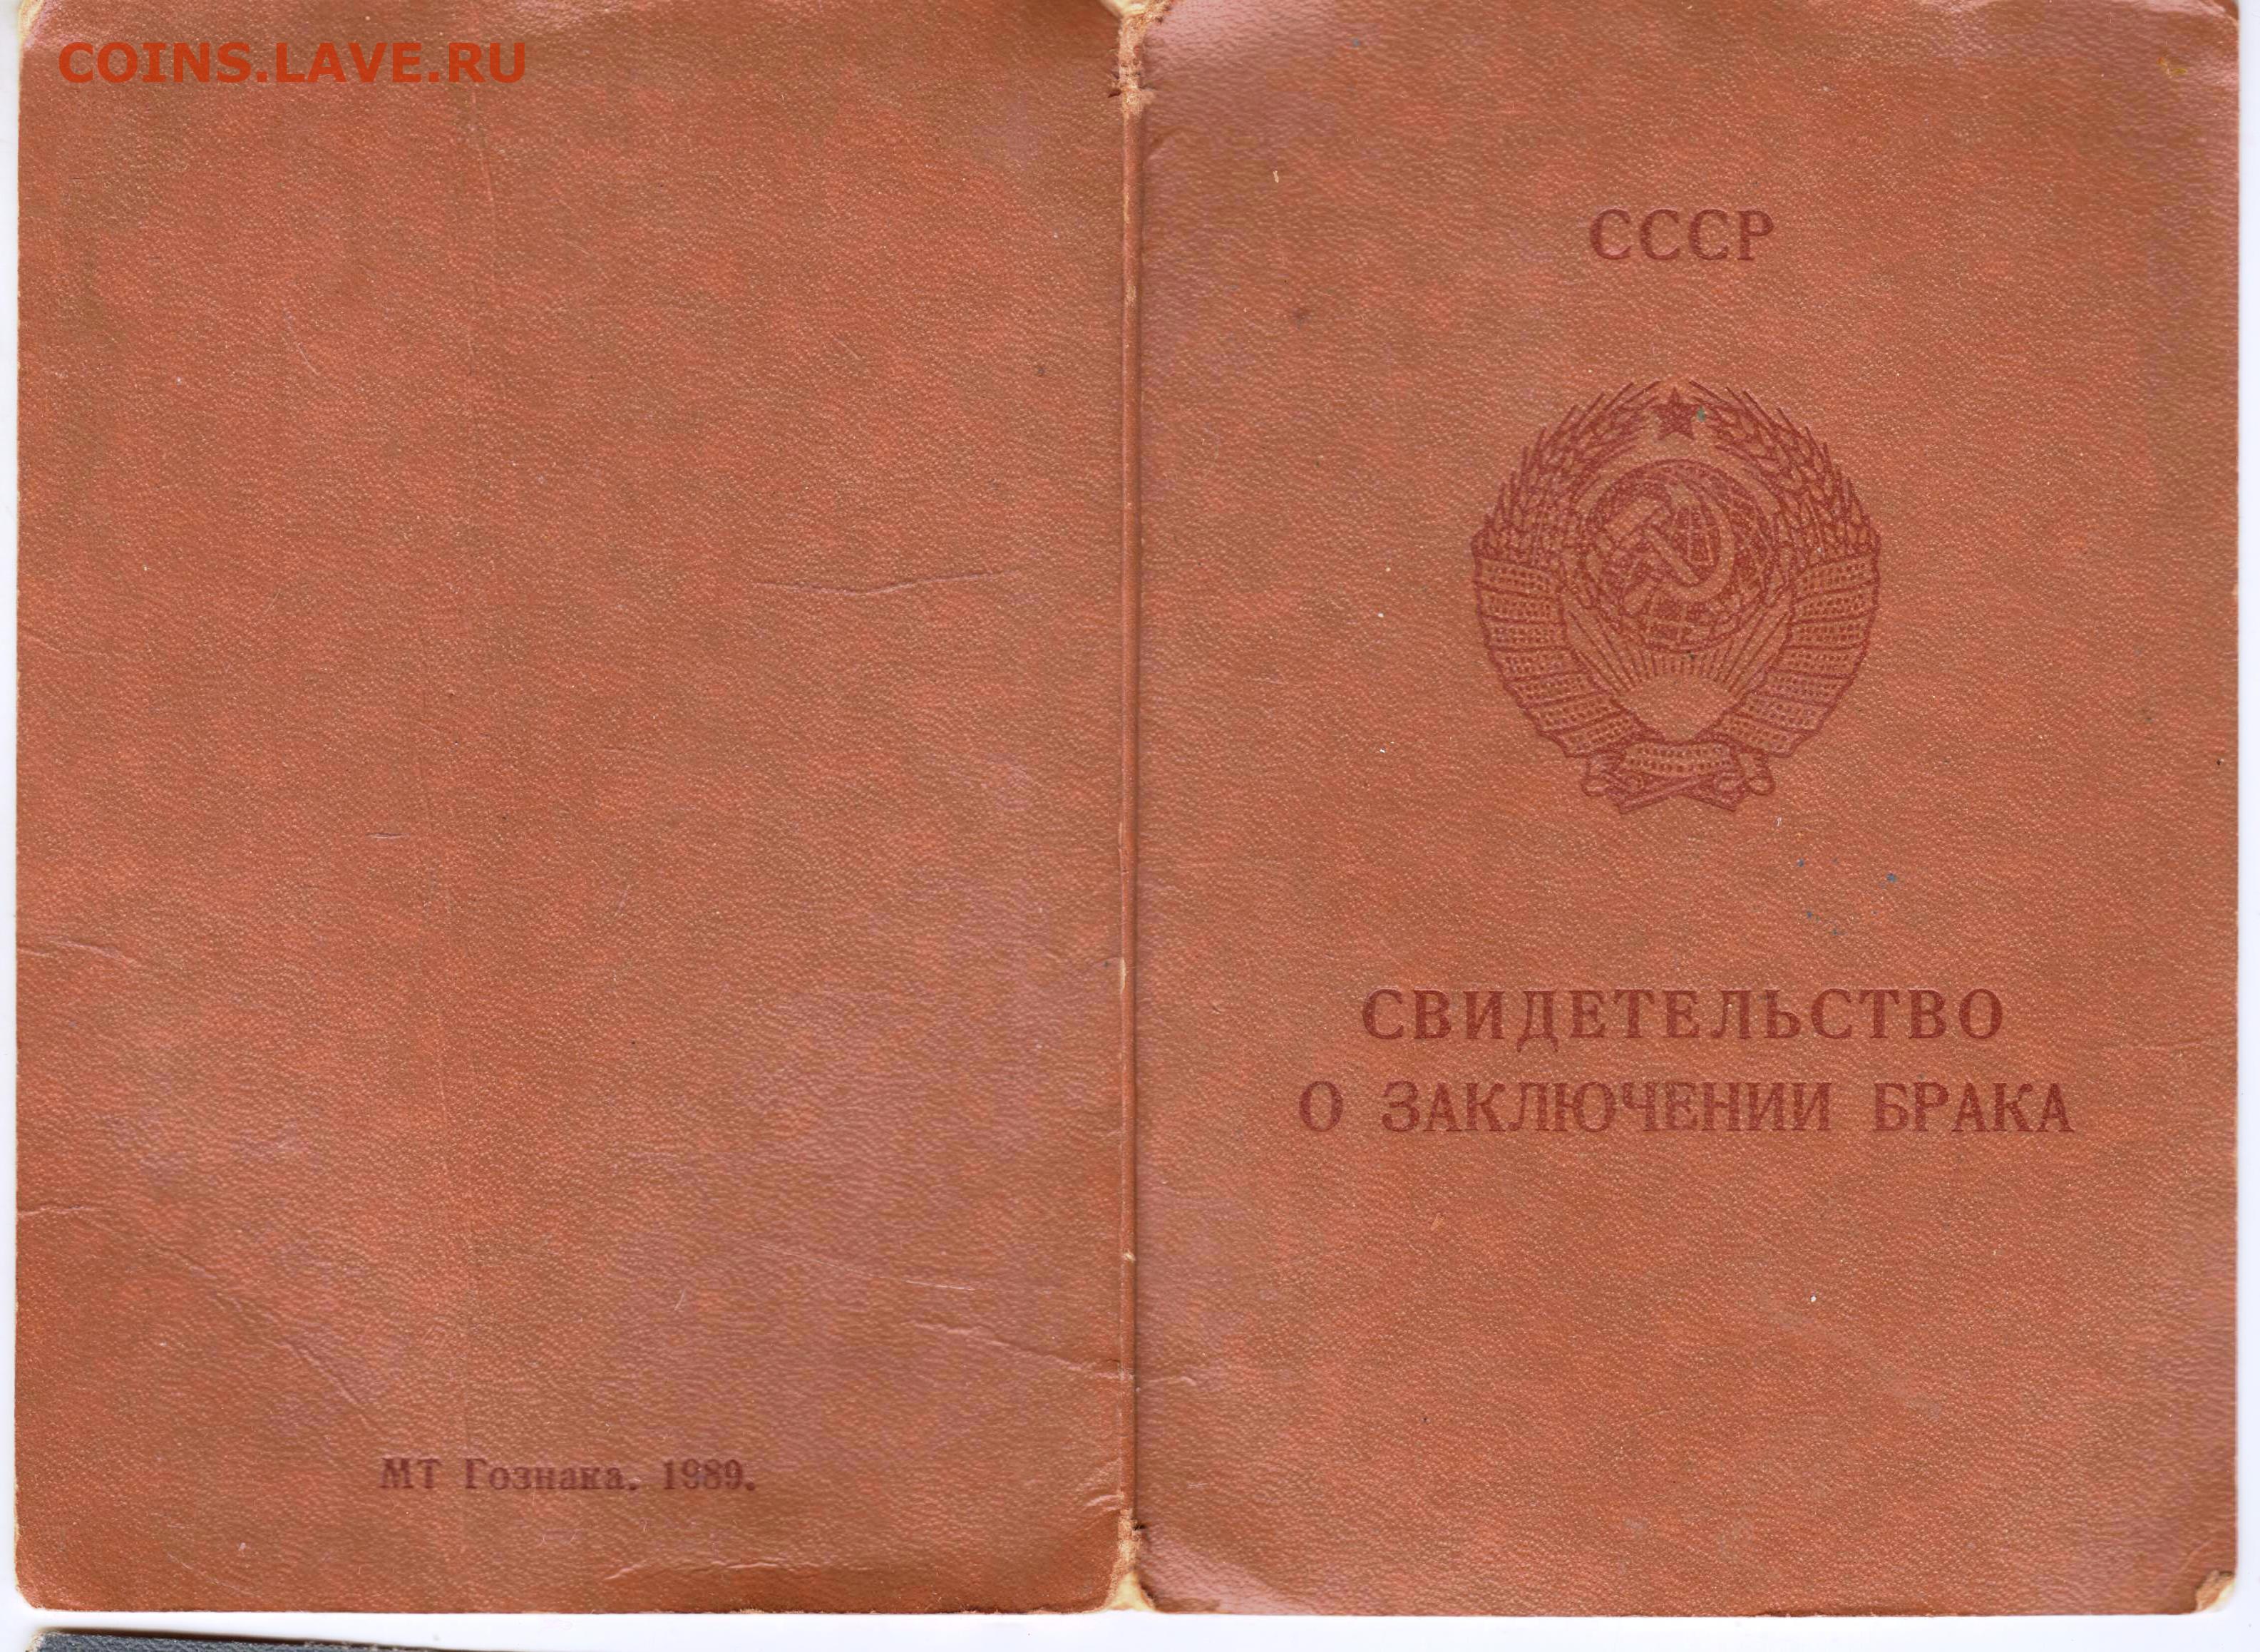 COINS.LAVE.RU
СССР
СВИДЕТЕЛЬСТВО
О ЗАКЛЮЧЕНИИ БРАКА
МТ Гознака. 1989.